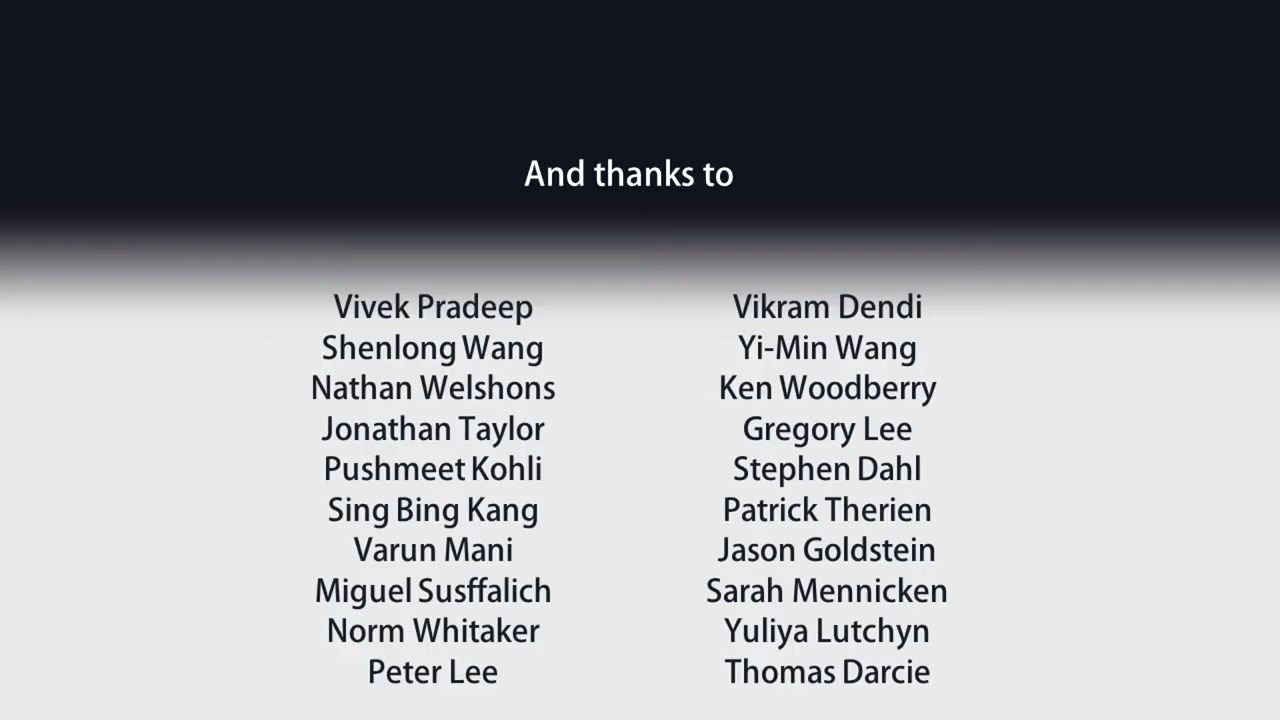 And thanks to
Vivek Pradeep
Shenlong Wang
Nathan Welshons
Jonathan Taylor
Pushmeet Kohli
Sing Bing Kang
Varun Mani
Miguel Susffalich
Norm Whitaker
Peter Lee
Vikram Dendi
Yi-Min Wang
Ken Woodberry
Gregory Lee
Stephen Dahl
Patrick Therien
Jason Goldstein
Sarah Mennicken
Yuliya Lutchyn
Thomas Darcie